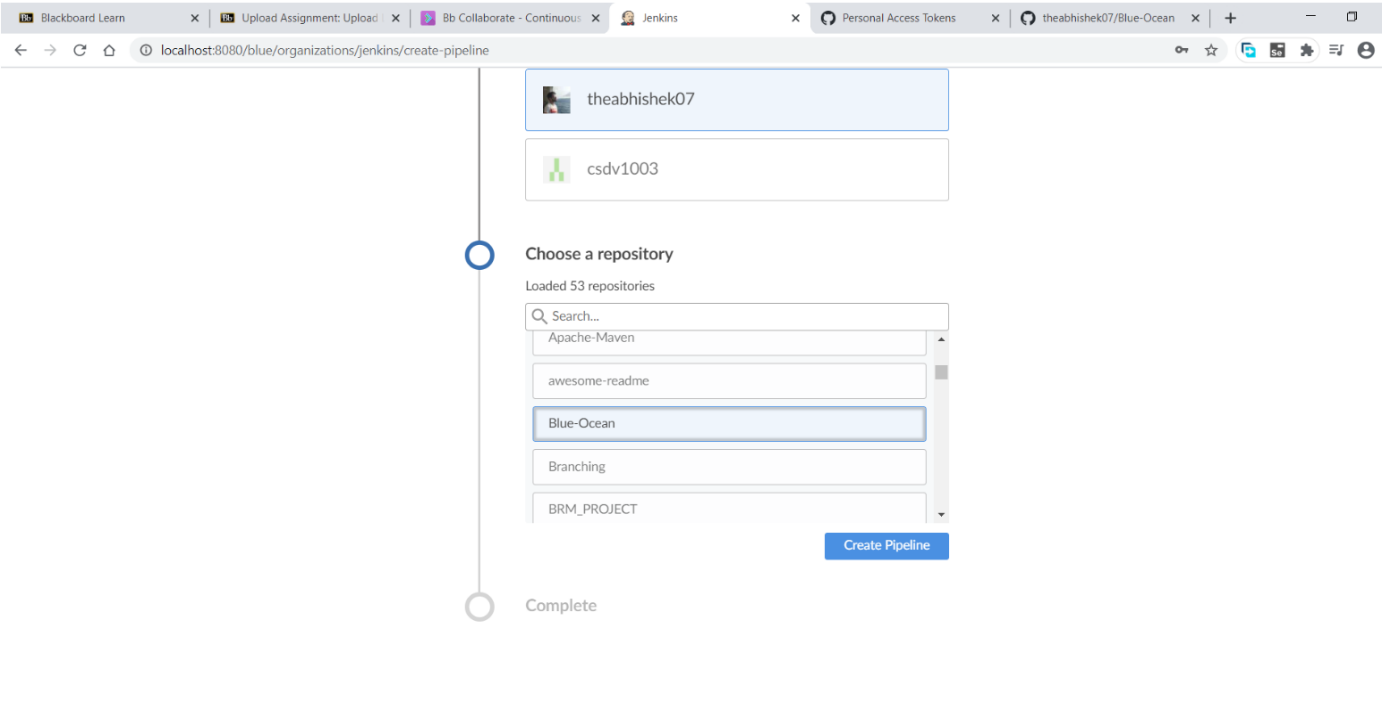 Blackboard Learn
Upload Assignment: Upload
Bb Collaborate - Continuous
Jenkins
Personal Access Tokens
theabhishek07/Blue-Ocean
localhost:8080/blue/organizations/jenkins/create-pipeline
theabhishek07
csdv1003
Choose a repository
Loaded 53 repositories
Search...
Apache-Maven
awesome-readme
Blue-Ocean
Branching
BRM_PROJECT
Create Pipeline
Complete